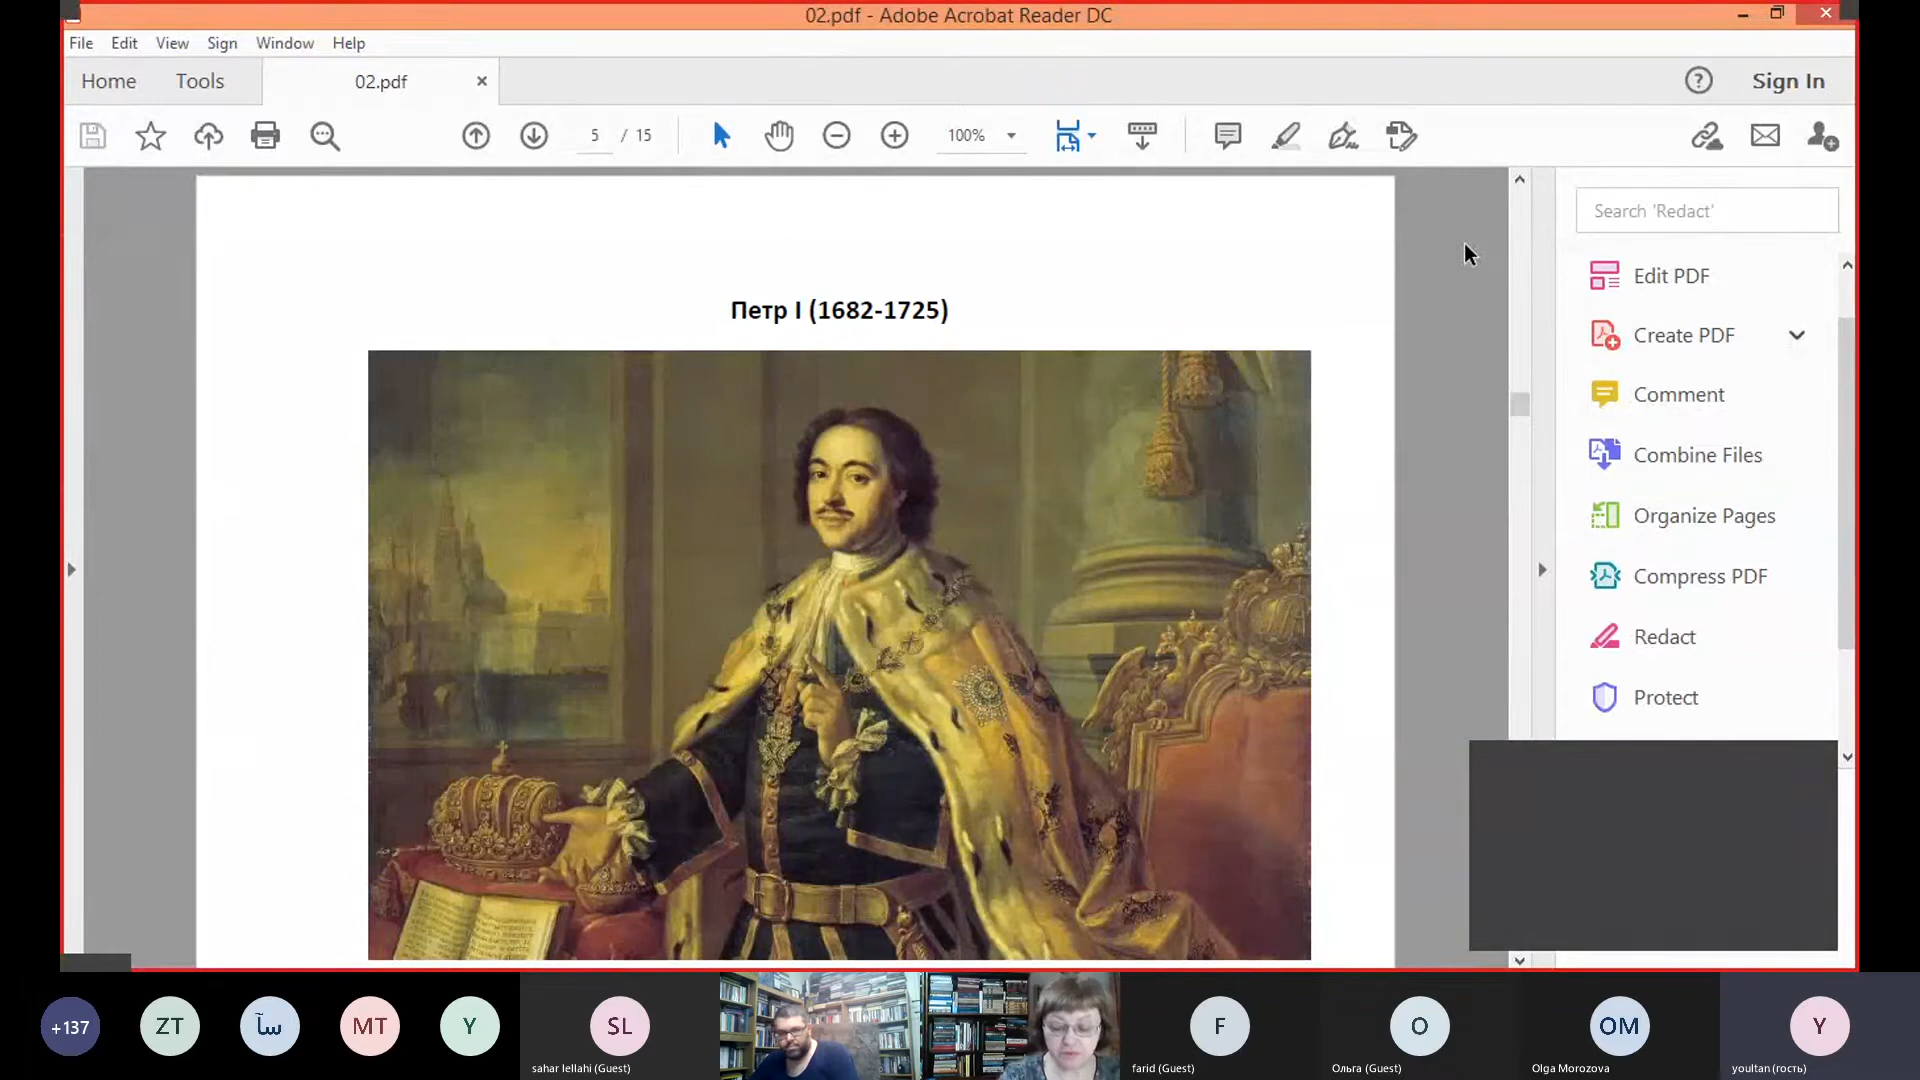 02.pdf - Adobe Acrobat Reader DC
File Edit View Sign Window Help
Home Tools 02.pdf Sign In
5 / 15 100%
Search 'Redact'
Edit PDF
Create PDF
Comment
Combine Files
Organize Pages
Compress PDF
Redact
Protect
Петр I (1682-1725)
+137 ZT سآ MT Y SL F O OM Y
sahar lellahi (Guest) farid (Guest) Ольга (Guest) Olga Morozova youltan (гость)